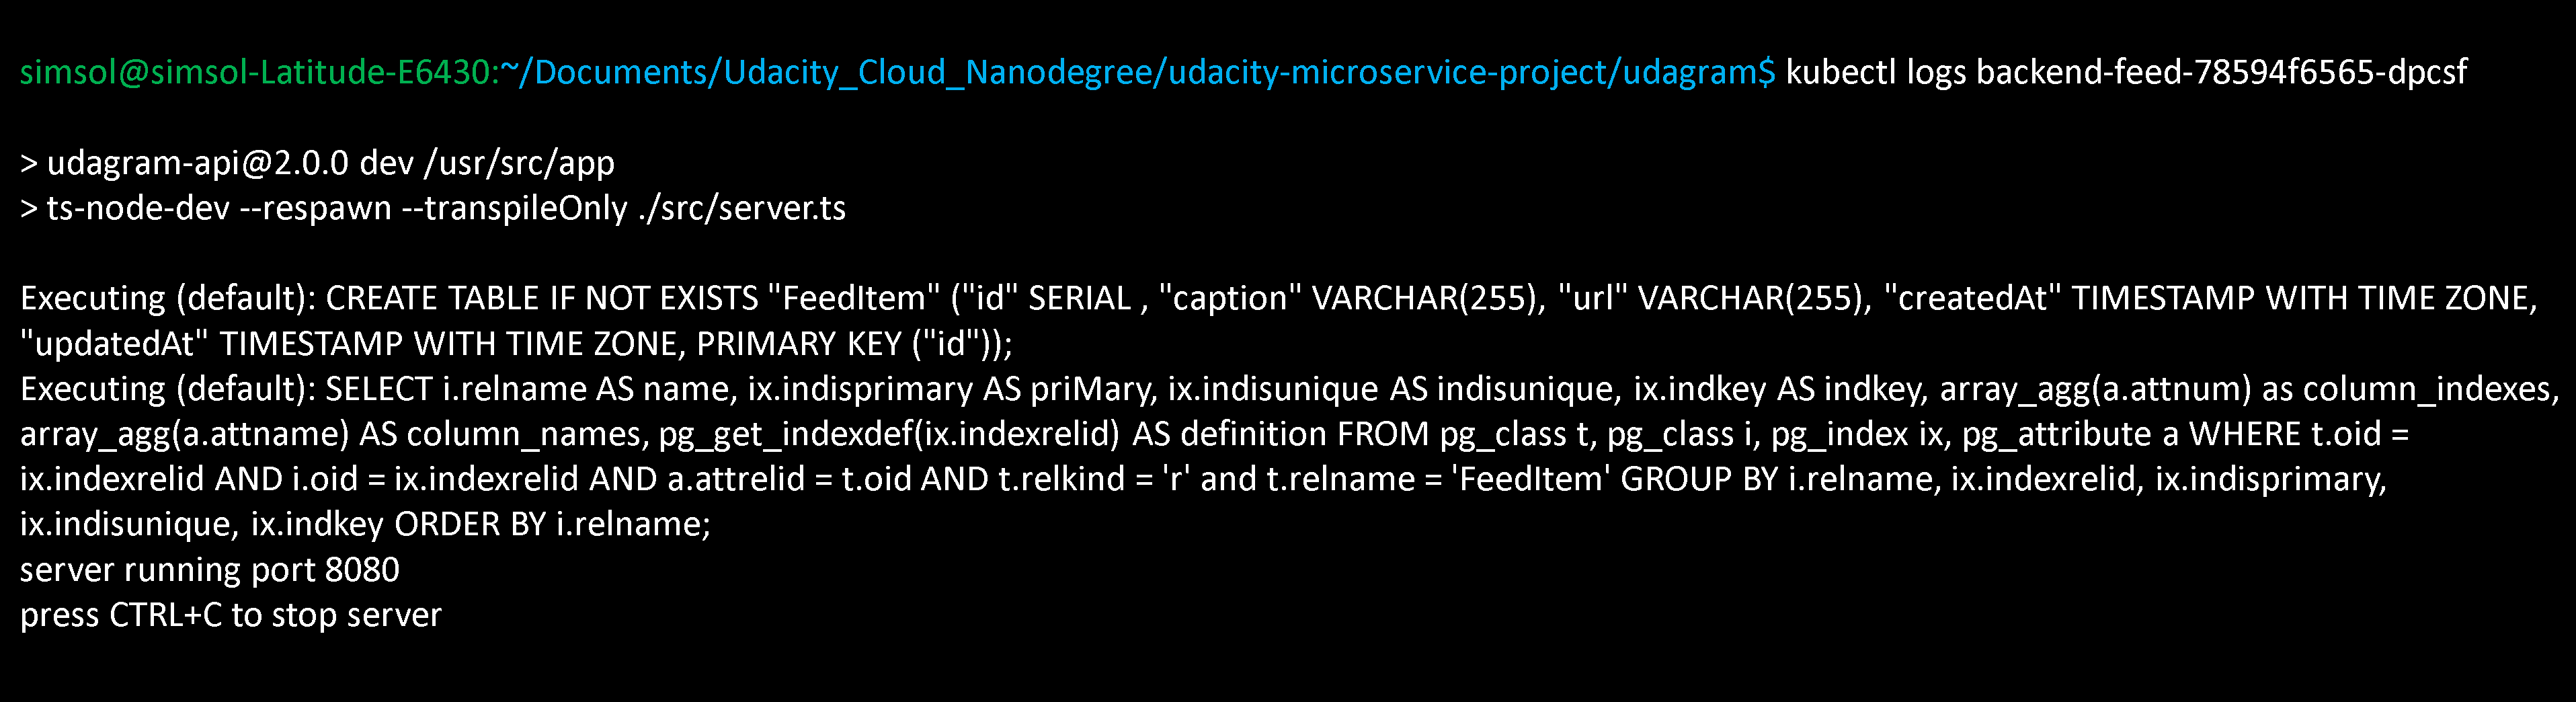 simsol@simsol-Latitude-E6430:~/Documents/Udacity_Cloud_Nanodegree/udacity-microservice-project/udagram$ kubectl logs backend-feed-78594f6565-dpcsf
> udagram-api@2.0.0 dev /usr/src/app
> ts-node-dev --respawn --transpileOnly ./src/server.ts
Executing (default): CREATE TABLE IF NOT EXISTS "FeedItem" ("id" SERIAL , "caption" VARCHAR(255), "url" VARCHAR(255), "createdAt" TIMESTAMP WITH TIME ZONE,
"updatedAt" TIMESTAMP WITH TIME ZONE, PRIMARY KEY ("id"));
Executing (default): SELECT i.relname AS name, ix.indisprimary AS priMary, ix.indisunique AS indisunique, ix.indkey AS indkey, array_agg(a.attnum) as column_indexes,
array_agg(a.attname) AS column_names, pg_get_indexdef(ix.indexrelid) AS definition FROM pg_class t, pg_class i, pg_index ix, pg_attribute a WHERE t.oid =
ix.indexrelid AND i.oid = ix.indexrelid AND a.attrelid = t.oid AND t.relkind = 'r' and t.relname = 'FeedItem' GROUP BY i.relname, ix.indexrelid, ix.indisprimary,
ix.indisunique, ix.indkey ORDER BY i.relname;
server running port 8080
press CTRL+C to stop server